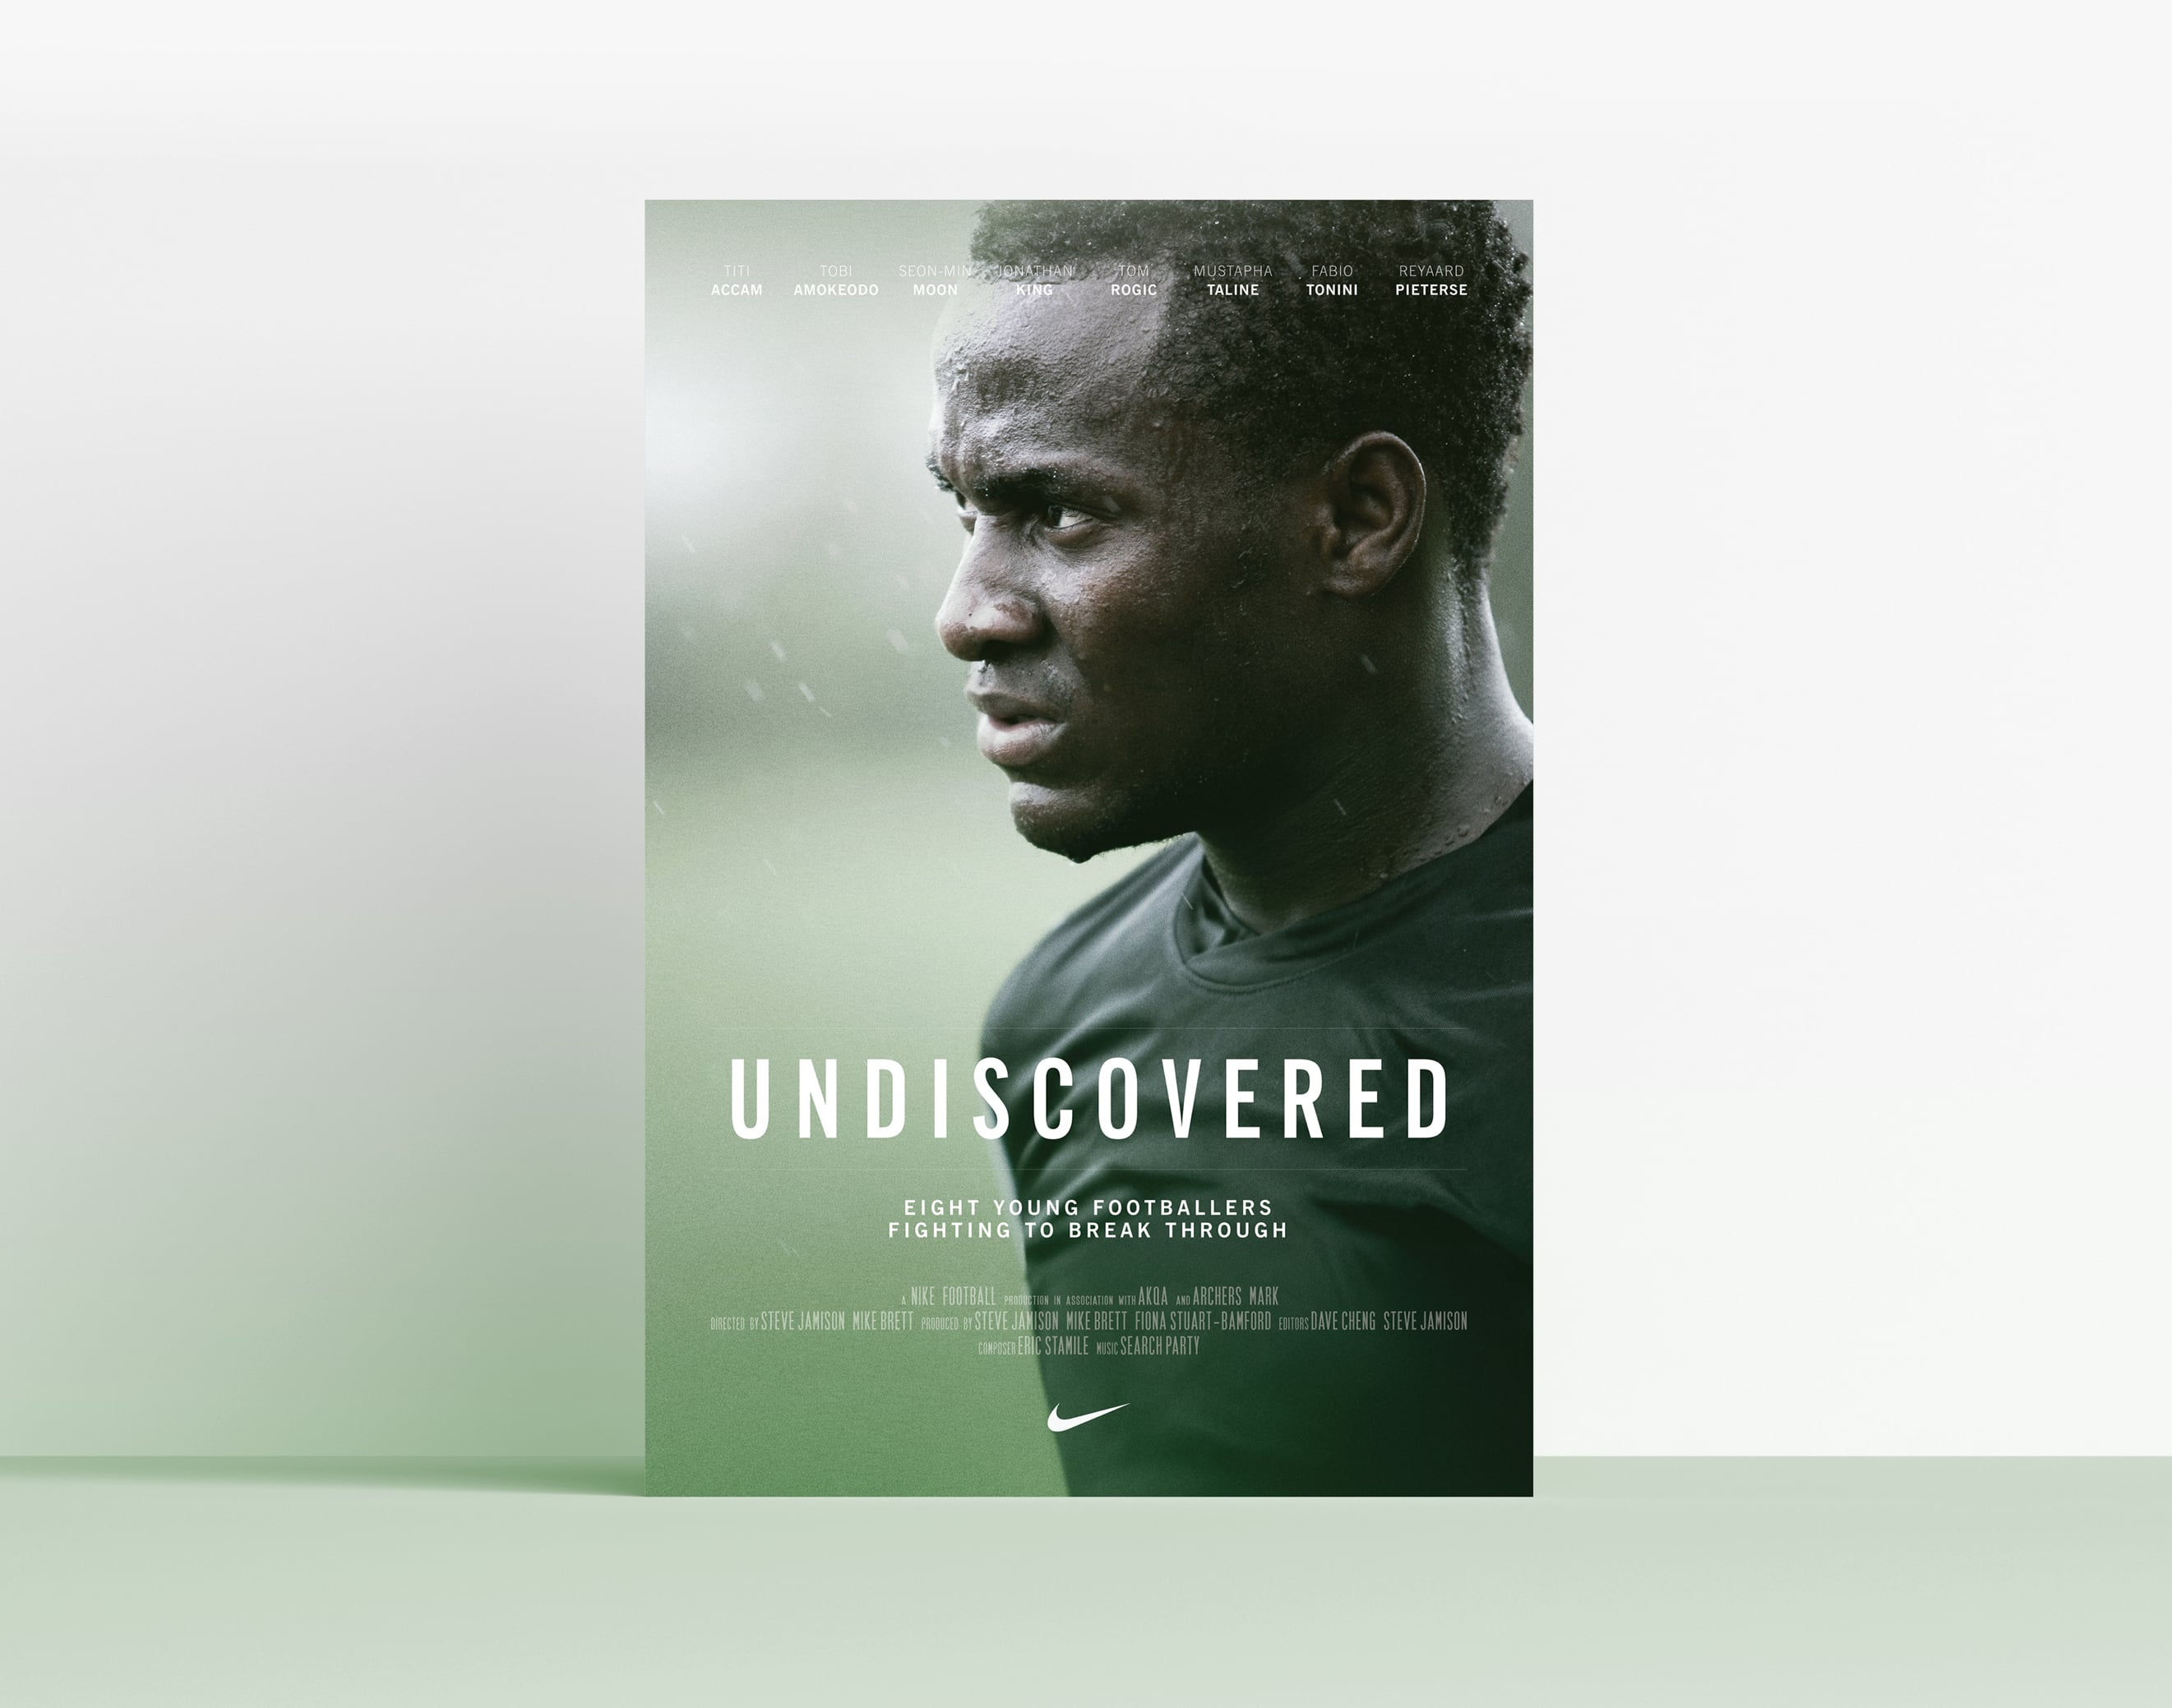 TITI TOBI SEON-MIN JONATHAN TOM MUSTAPHA FABIO REYAARD
ACCAM AMOKEODO MOON KING ROGIC TALINE TONINI PIETERSE
UNDISCOVERED
EIGHT YOUNG FOOTBALLERS
FIGHTING TO BREAK THROUGH
A NIKE FOOTBALL PRODUCTION IN ASSOCIATION WITH AKQA AND ARCHERS MARK
DIRECTED BY STEVE JAMISON MIKE BRETT PRODUCED BY STEVE JAMISON MIKE BRETT FIONA STUART-BAMFORD EDITORS DAVE CHENG STEVE JAMISON
COMPOSER ERIC STAMILE MUSIC SEARCH PARTY